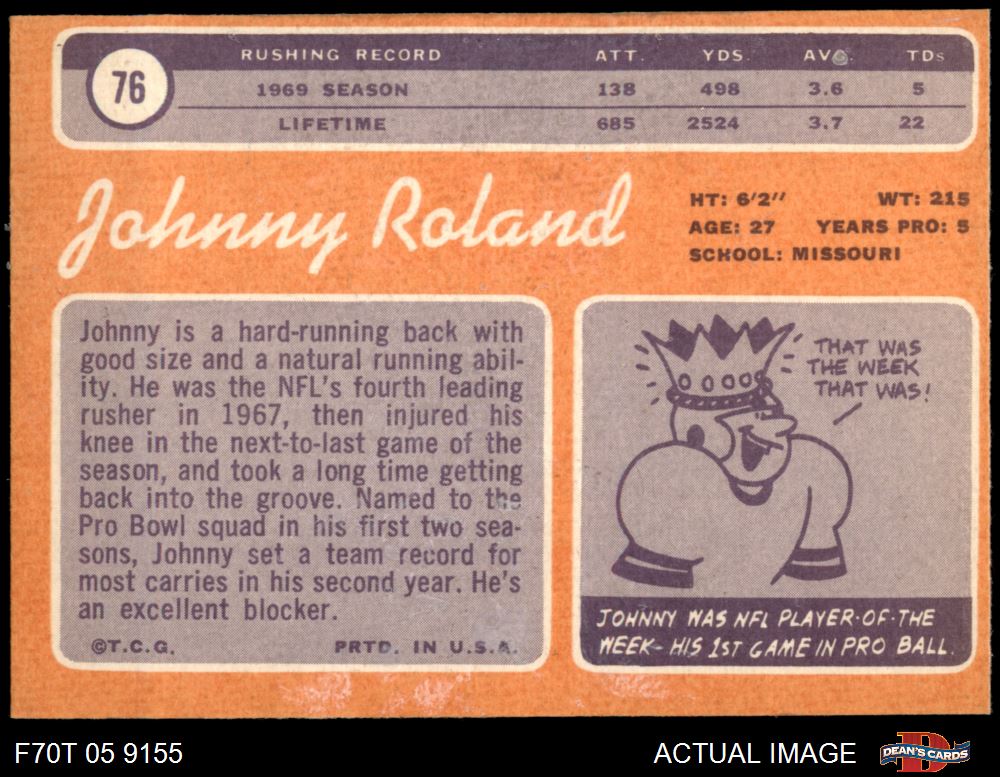 76
RUSHING RECORD ATT. YDS. AVG. TDs
1969 SEASON 138 498 3.6 5
LIFETIME 685 2524 3.7 22
Johnny Roland
HT: 6'2" WT: 215
AGE: 27 YEARS PRO: 5
SCHOOL: MISSOURI
Johnny is a hard-running back with
good size and a natural running abil-
ity. He was the NFL's fourth leading
rusher in 1967, then injured his
knee in the next-to-last game of the
season, and took a long time getting
back into the groove. Named to the
Pro Bowl squad in his first two sea-
sons, Johnny set a team record for
most carries in his second year. He's
an excellent blocker.
©T.C.G. PRTD. IN U.S.A.
THAT WAS
THE WEEK
THAT WAS!
JOHNNY WAS NFL PLAYER-OF-THE
WEEK- HIS 1ST GAME IN PRO BALL.
F70T 05 9155 ACTUAL IMAGE DEAN'S CARDS